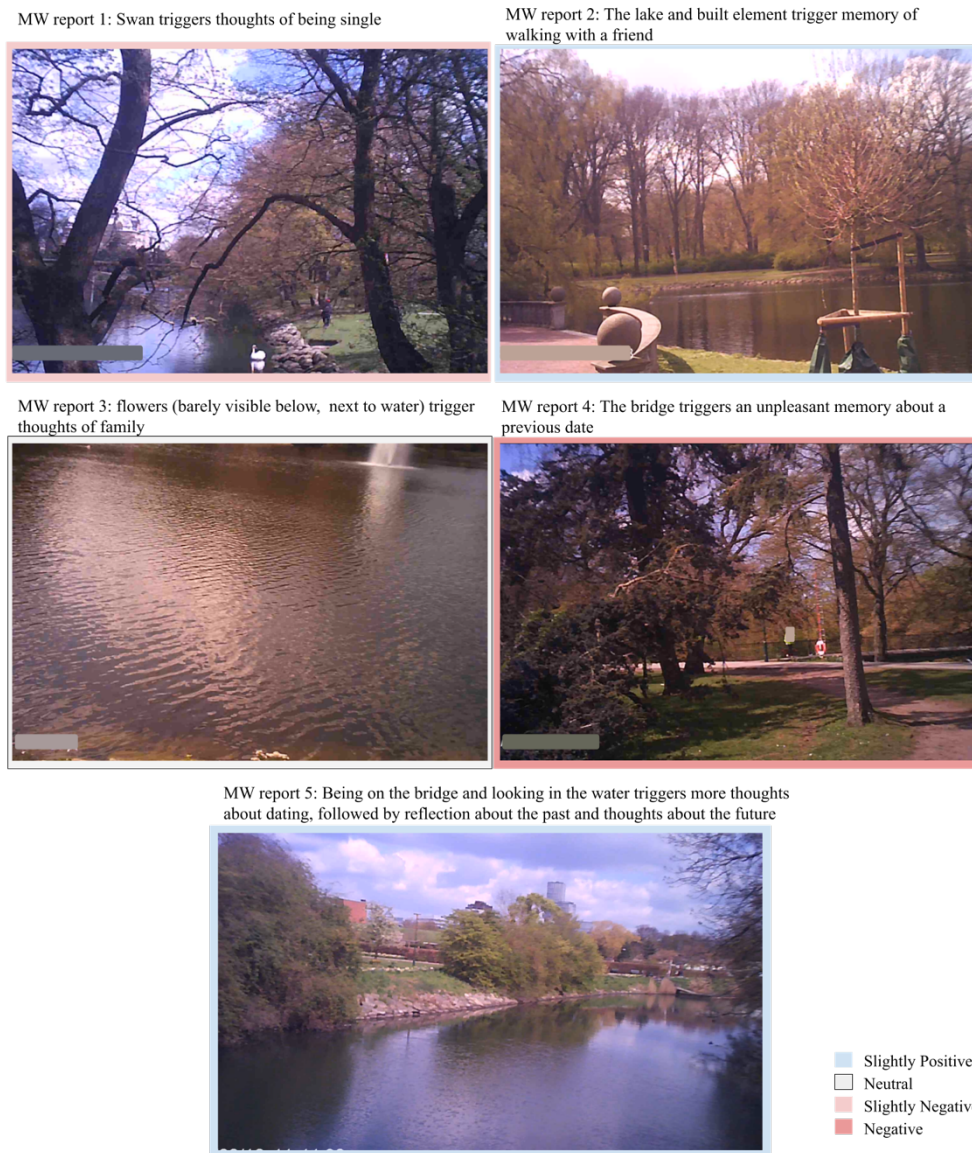 MW report 1: Swan triggers thoughts of being single
MW report 2: The lake and built element trigger memory of
walking with a friend
MW report 3: flowers (barely visible below, next to water) trigger
thoughts of family
MW report 4: The bridge triggers an unpleasant memory about a
previous date
MW report 5: Being on the bridge and looking in the water triggers more thoughts
about dating, followed by reflection about the past and thoughts about the future
Slightly Positive
Neutral
Slightly Negative
Negative